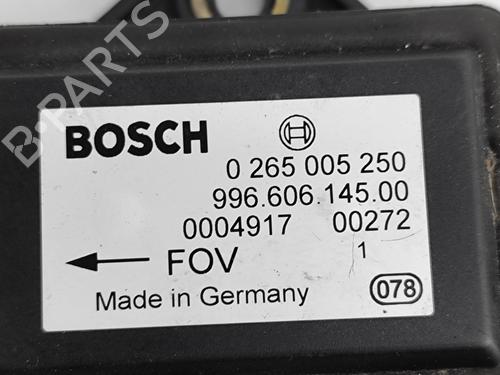 B-PARTS
BOSCH
0 265 005 250
996.606.145.00
0004917 00272
FOV 1
Made in Germany 078